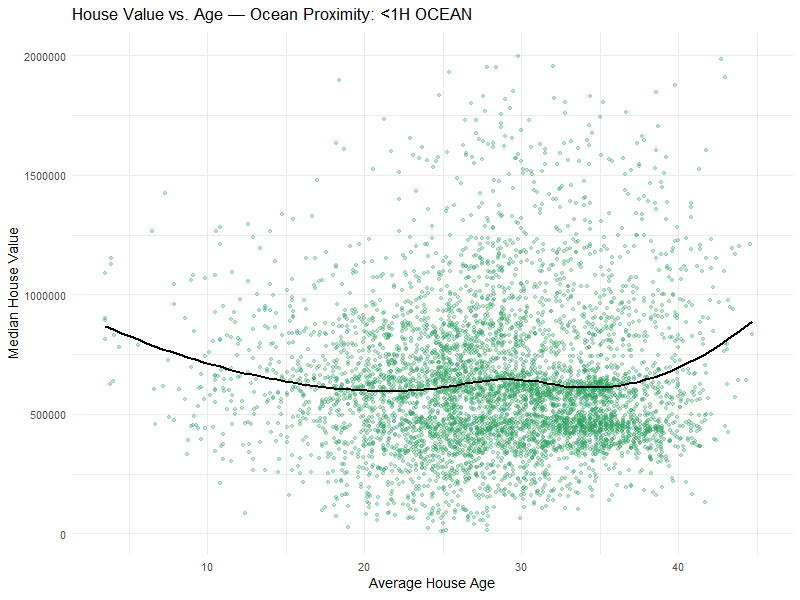 House Value vs. Age — Ocean Proximity: <1H OCEAN
Median House Value
2000000
1500000
1000000
500000
0
10 20 30 40
Average House Age